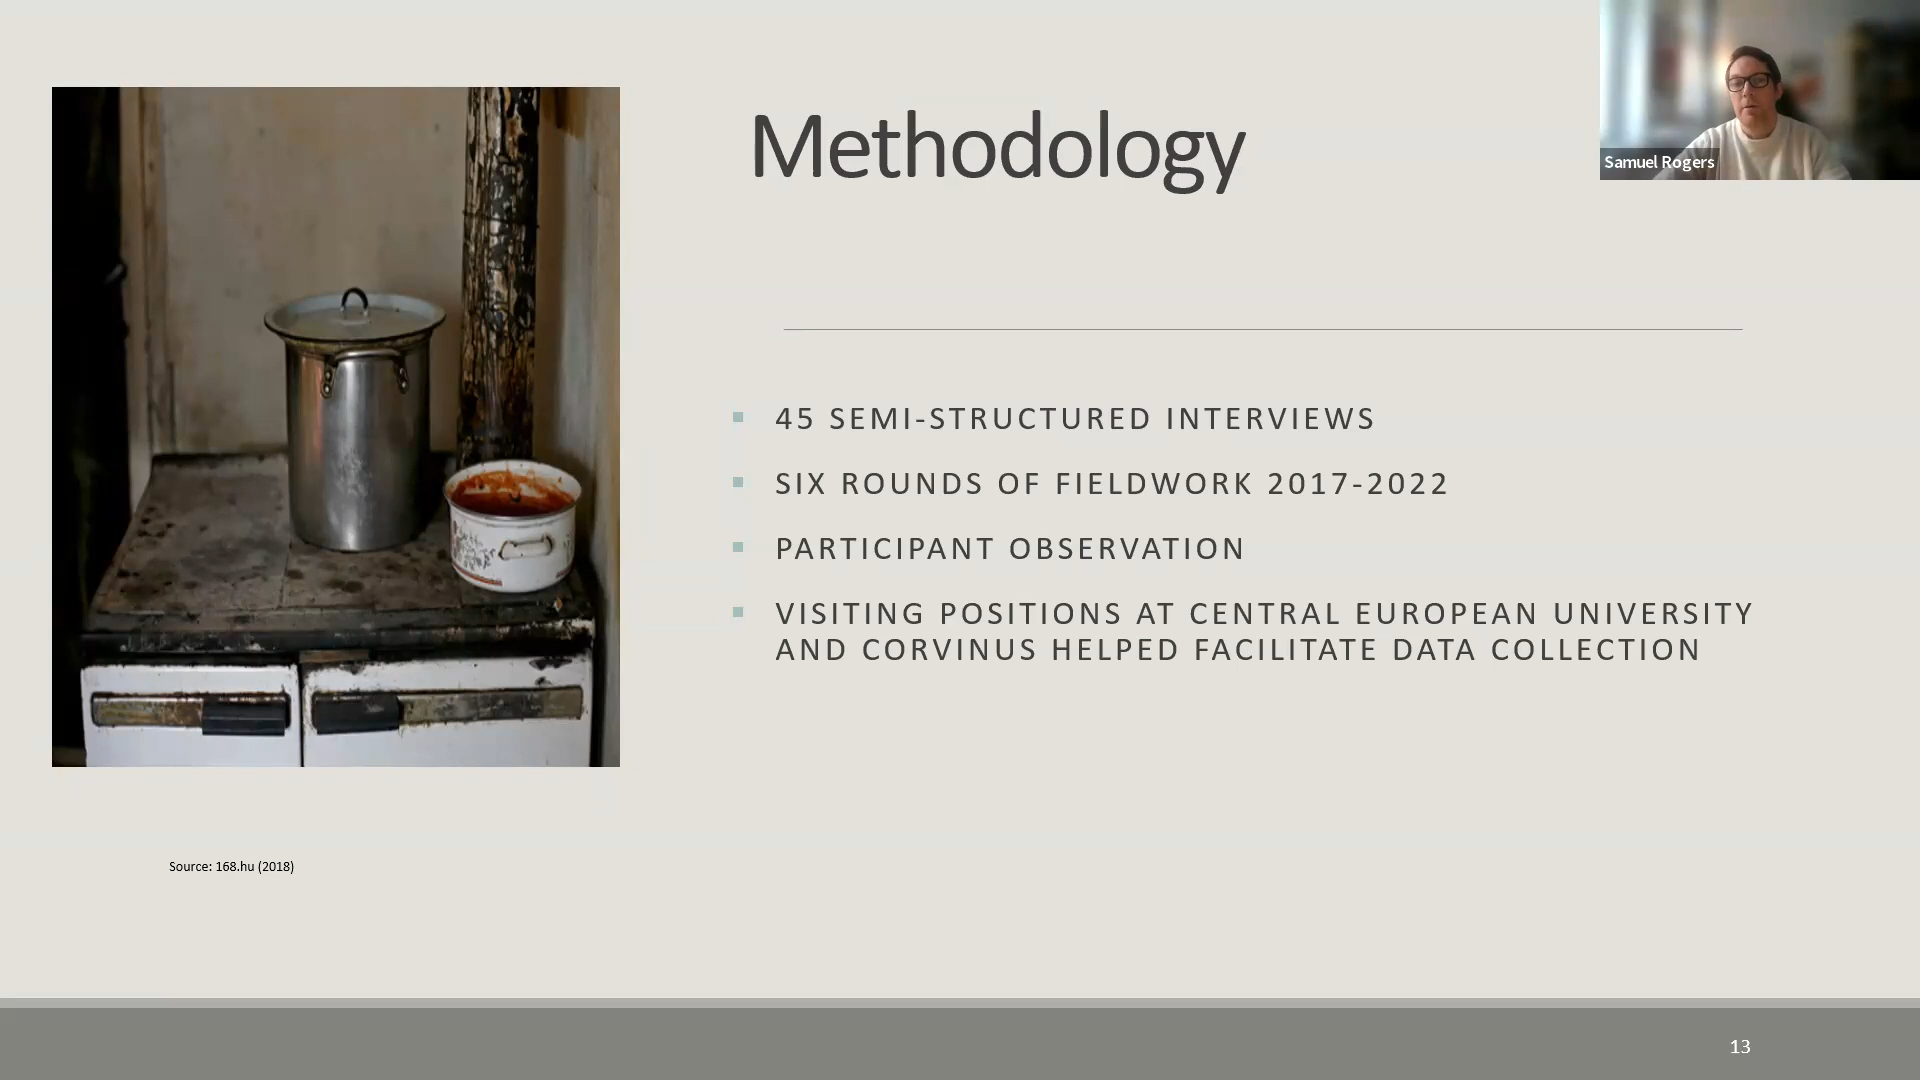 Methodology
Samuel Rogers
▪ 45 SEMI-STRUCTURED INTERVIEWS
▪ SIX ROUNDS OF FIELDWORK 2017-2022
▪ PARTICIPANT OBSERVATION
▪ VISITING POSITIONS AT CENTRAL EUROPEAN UNIVERSITY
AND CORVINUS HELPED FACILITATE DATA COLLECTION
Source: 168.hu (2018)
13